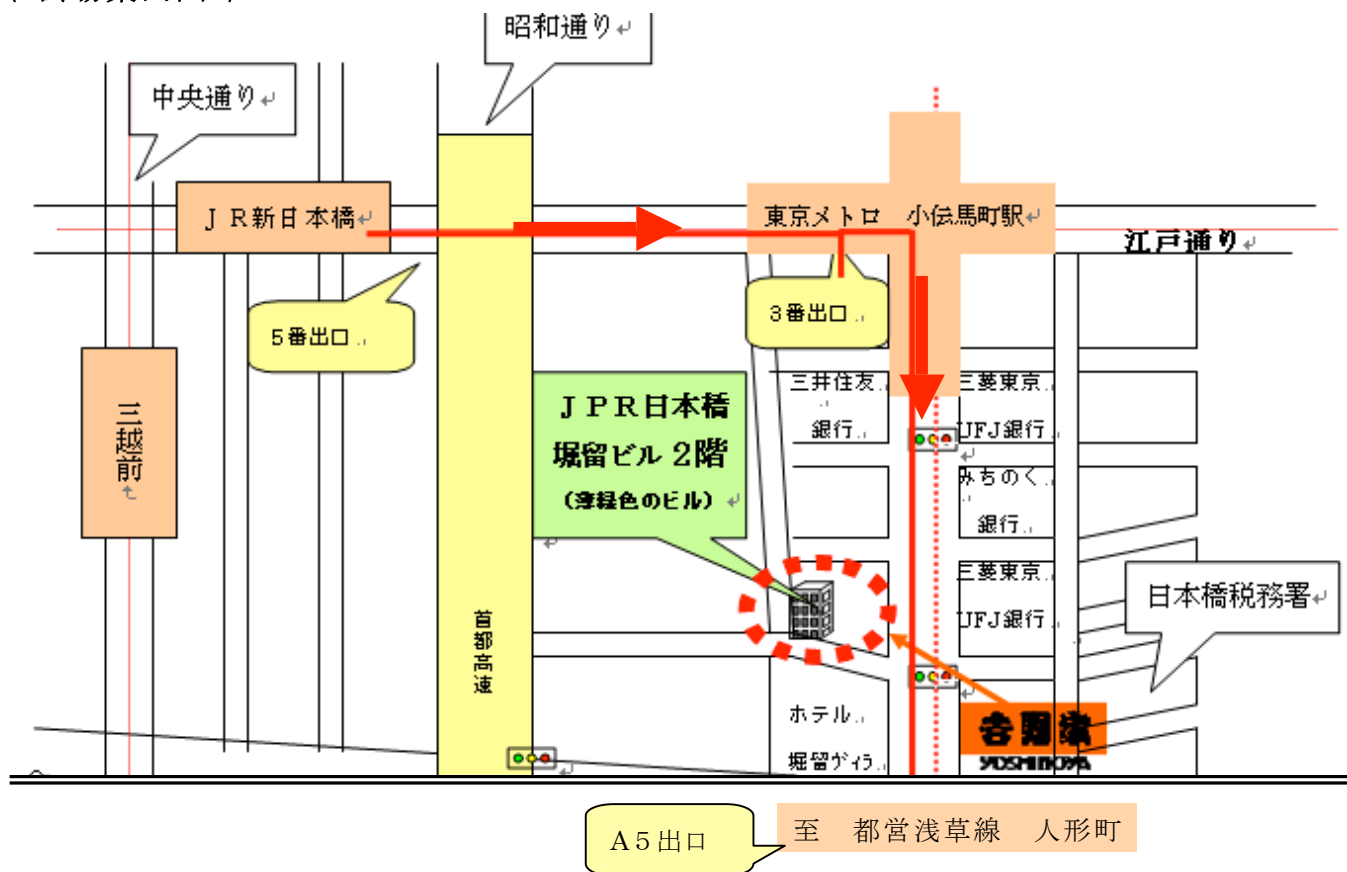 昭和通り
中央通り
ＪＲ新日本橋
東京メトロ　小伝馬町駅
江戸通り
5番出口
3番出口
三越前
ＪＰＲ日本橋
堀留ビル 2階
（薄緑色のビル）
三井住友
銀行
三菱東京
UFJ銀行
みちのく
銀行
三菱東京
UFJ銀行
日本橋税務署
首都高速
ホテル
堀留ヴィラ
吉野家
YOSHINOYA
A5出口
至　都営浅草線　人形町